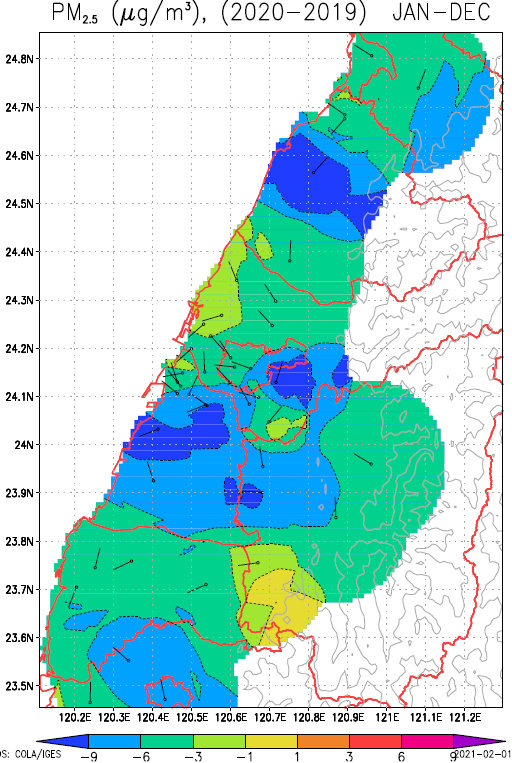 PM2.5 (μg/m³), (2020−2019) JAN−DEC
24.8N
24.7N
24.6N
24.5N
24.4N
24.3N
24.2N
24.1N
24N
23.9N
23.8N
23.7N
23.6N
23.5N
120.2E 120.3E 120.4E 120.5E 120.6E 120.7E 120.8E 120.9E 121E 121.1E 121.2E
−9 −6 −3 −1 1 3 6 9
DS: COLA/IGES
2021−02−01